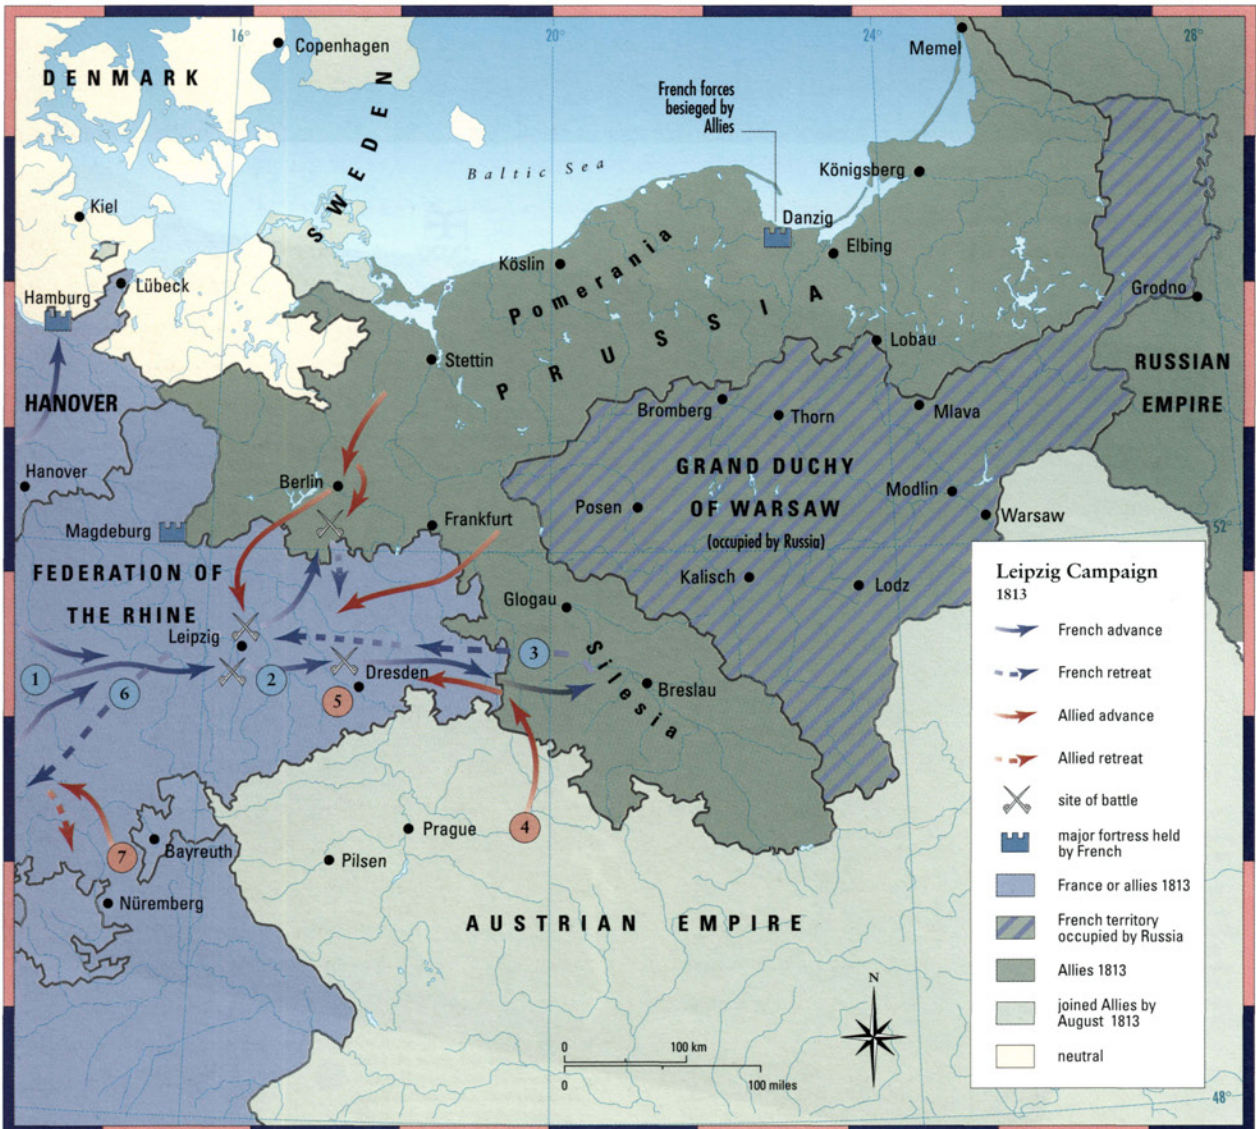 16°
20°
24°
28°
Copenhagen
Memel
DENMARK
SWEDEN
French forces
besieged by
Allies
Baltic Sea
Königsberg
Kiel
Danzig
Elbing
Köslin
Pomerania
Lübeck
Hamburg
Grodno
PRUSSIA
Lobau
Stettin
RUSSIAN
EMPIRE
HANOVER
Bromberg
Thorn
Mlava
Hanover
Berlin
GRAND DUCHY
OF WARSAW
(occupied by Russia)
Modlin
Posen
Warsaw
Magdeburg
Frankfurt
52°
FEDERATION OF
THE RHINE
Kalisch
Lodz
Glogau
Leipzig
Silesia
1
6
2
3
Dresden
5
Breslau
4
Prague
7
Bayreuth
Pilsen
Nüremberg
AUSTRIAN EMPIRE
N
0 100 km
0 100 miles
48°
Leipzig Campaign
1813
French advance
French retreat
Allied advance
Allied retreat
site of battle
major fortress held
by French
France or allies 1813
French territory
occupied by Russia
Allies 1813
joined Allies by
August 1813
neutral